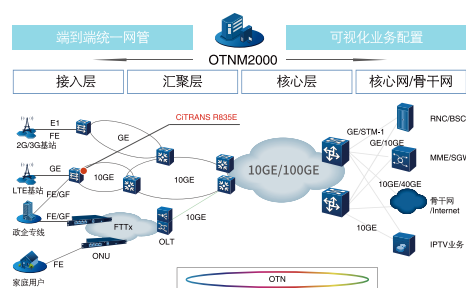 端到端统一网管
可视化业务配置
OTNM2000
接入层
汇聚层
核心层
核心网/骨干网
E1
FE
2G/3G基站
GE
CiTRANS R835E
GE/STM-1
GE/10GE
RNC/BSC
GE
LTE基站
10GE
10GE
10GE/100GE
MME/SGW
FE/GE
10GE/40GE
骨干网
/Internet
FE/GE
政企专线
FTTx
10GE
OLT
10GE
IPTV业务
ONU
FE
家庭用户
OTN